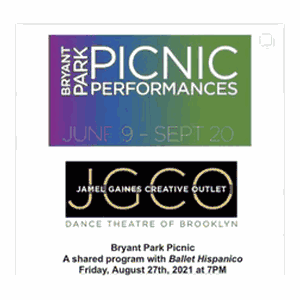 BRYANT PARK PICNIC PERFORMANCES
JUNE 9 - SEPT 20
JGCO
JAMEL GAINES CREATIVE OUTLET
DANCE THEATRE OF BROOKLYN
Bryant Park Picnic
A shared program with Ballet Hispanico
Friday, August 27th, 2021 at 7PM